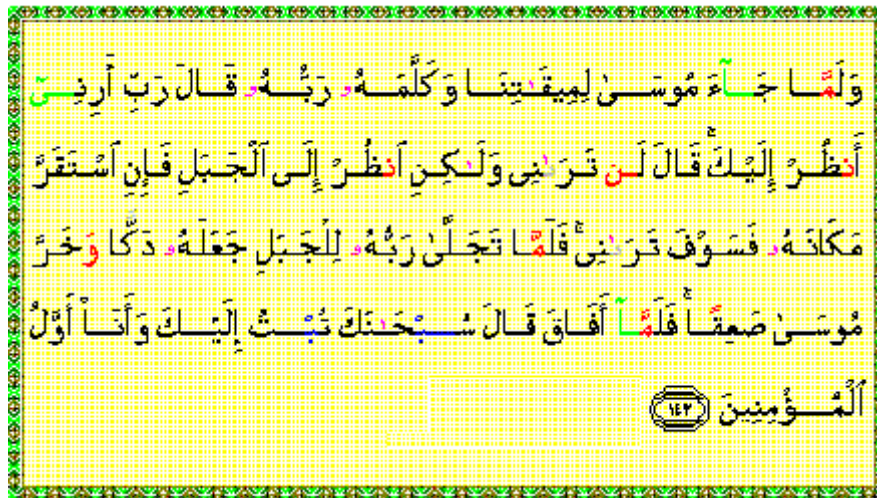 وَلَمَّا جَآءَ مُوسَىٰ لِمِيقَـٰتِنَا وَكَلَّمَهُۥ رَبُّهُۥ قَالَ رَبِّ أَرِنِىٓ
أَنظُرْ إِلَيْكَ ۚ قَالَ لَن تَرَىٰنِى وَلَـٰكِنِ ٱنظُرْ إِلَى ٱلْجَبَلِ فَإِنِ ٱسْتَقَرَّ
مَكَانَهُۥ فَسَوْفَ تَرَىٰنِى ۚ فَلَمَّا تَجَلَّىٰ رَبُّهُۥ لِلْجَبَلِ جَعَلَهُۥ دَكًّا وَخَرَّ
مُوسَىٰ صَعِقًا ۚ فَلَمَّآ أَفَاقَ قَالَ سُبْحَـٰنَكَ تُبْتُ إِلَيْكَ وَأَنَا۠ أَوَّلُ
ٱلْمُؤْمِنِينَ ١٤٣